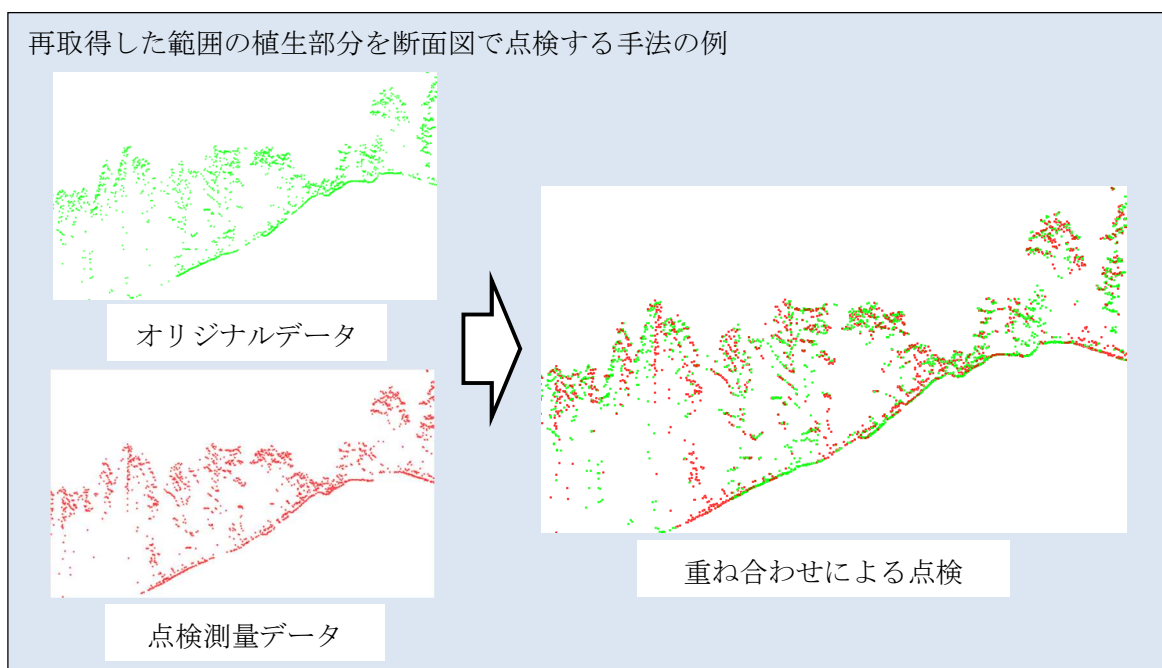 再取得した範囲の植生部分を断面図で点検する手法の例
オリジナルデータ
点検測量データ
重ね合わせによる点検